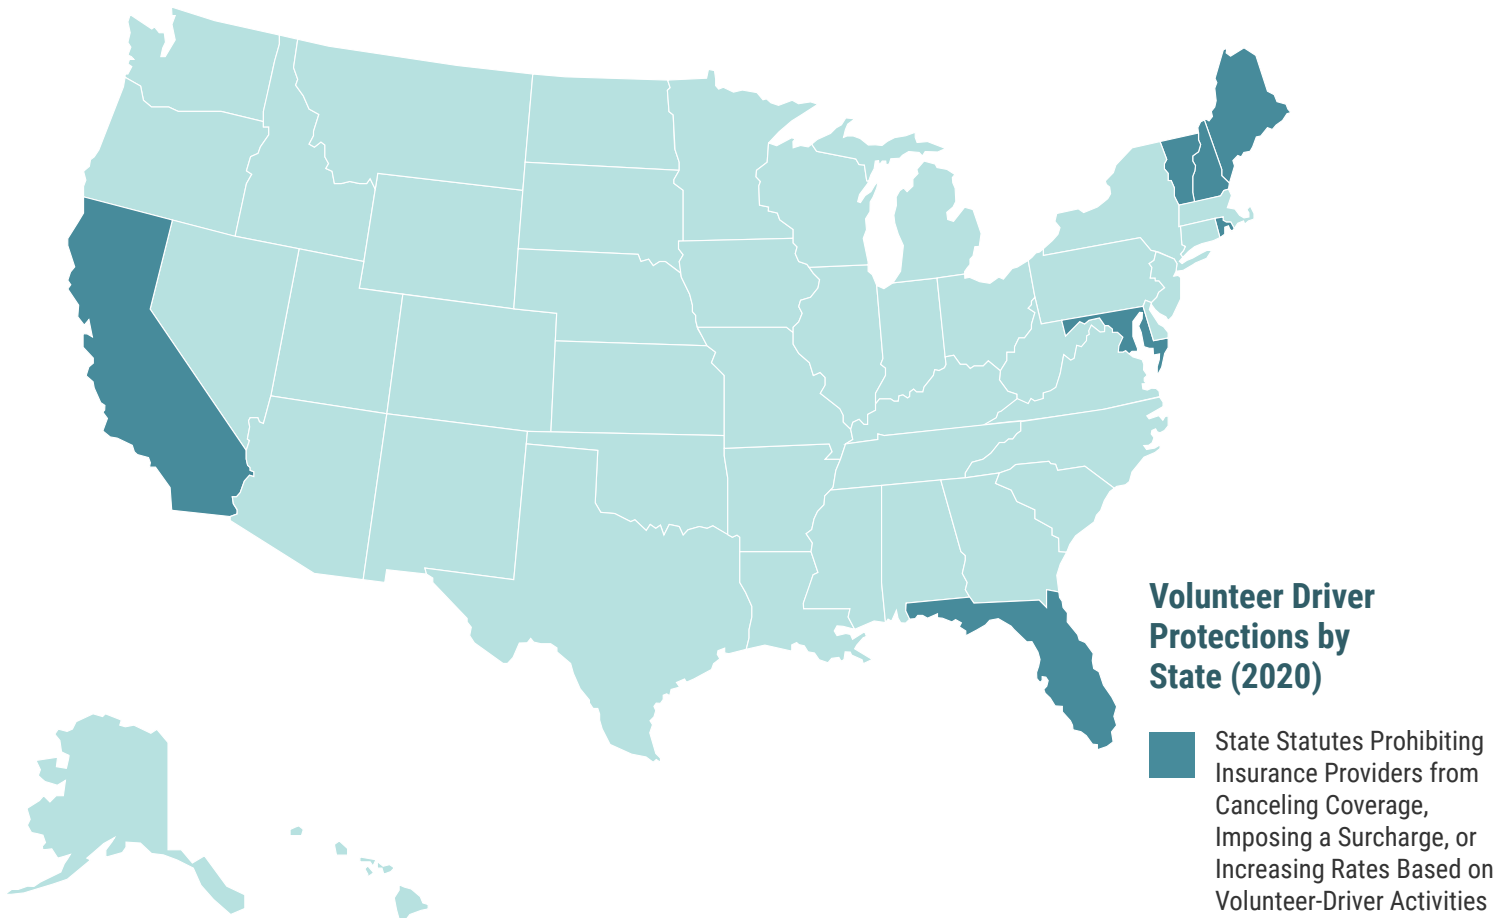 Volunteer Driver
Protections by
State (2020)
State Statutes Prohibiting
Insurance Providers from
Canceling Coverage,
Imposing a Surcharge, or
Increasing Rates Based on
Volunteer-Driver Activities